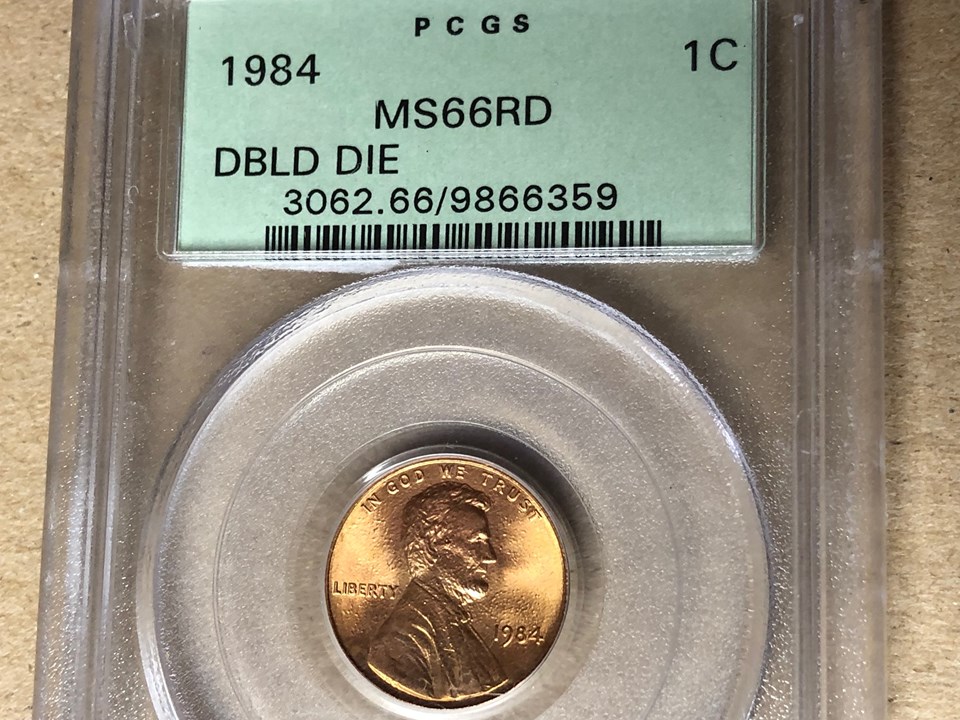 PCGS
1984 1C
MS66RD
DBLD DIE
3062.66/9866359
IN GOD WE TRUST
LIBERTY
1984